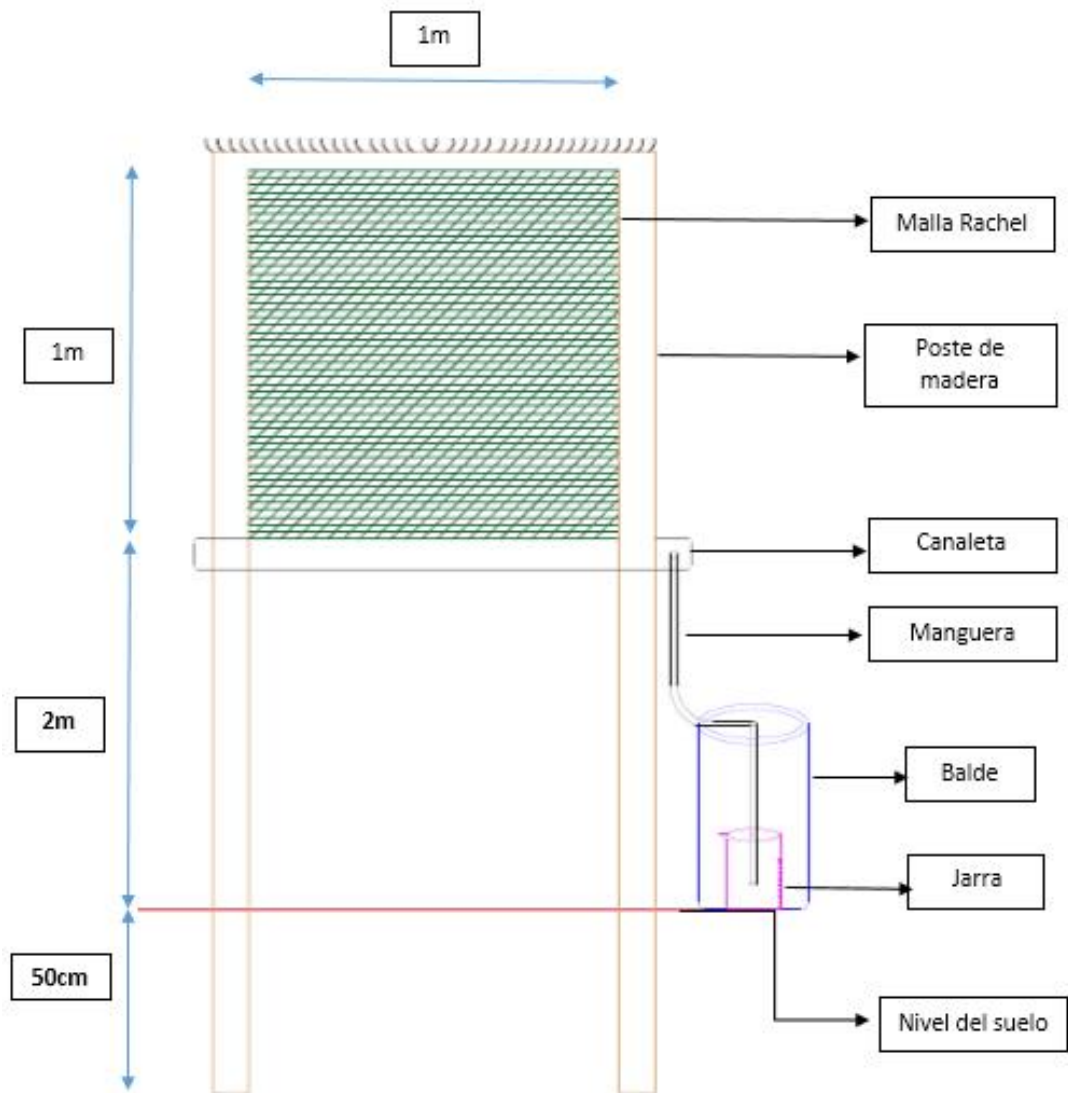 1m
Malla Rachel
1m
Poste de
madera
Canaleta
Manguera
2m
Balde
Jarra
50cm
Nivel del suelo